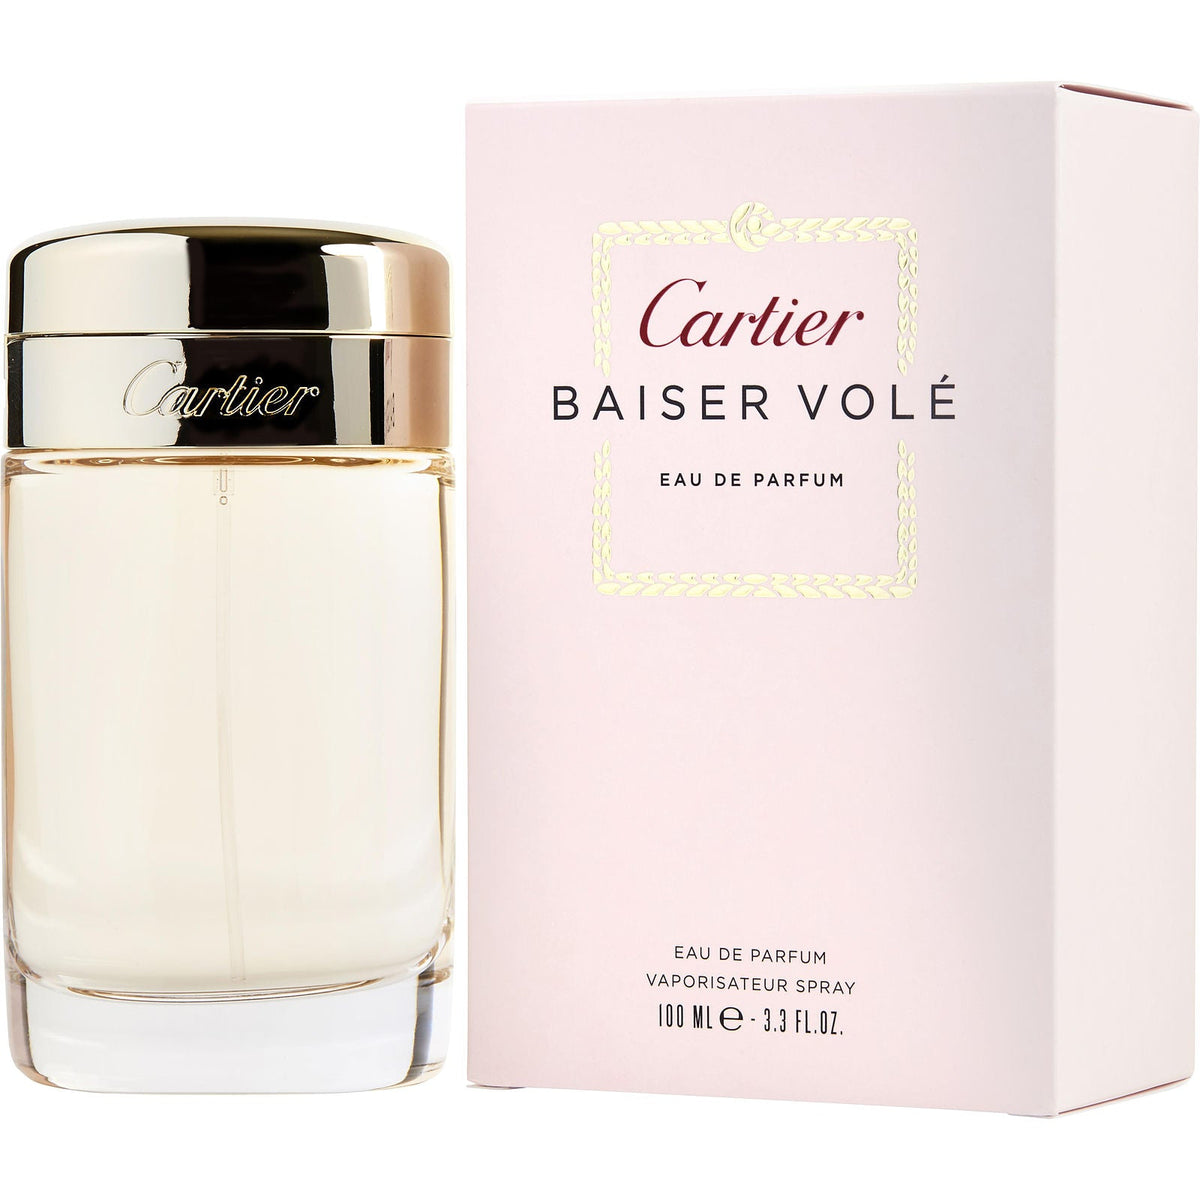 Cartier
Cartier
BAISER VOLÉ
EAU DE PARFUM
EAU DE PARFUM
VAPORISATEUR SPRAY
100 ML e - 3.3 FL.OZ.